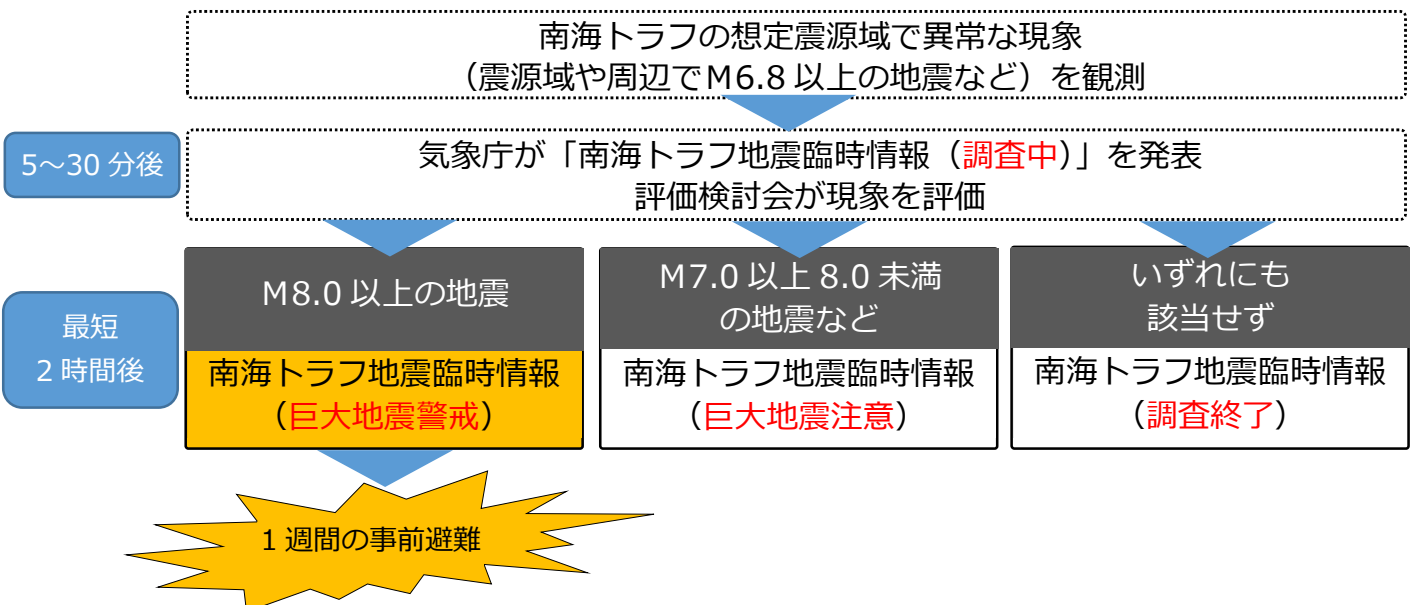 南海トラフの想定震源域で異常な現象
（震源域や周辺でＭ6.8 以上の地震など）を観測
5～30 分後
気象庁が「南海トラフ地震臨時情報（調査中）」を発表
評価検討会が現象を評価
最短
2 時間後
Ｍ8.0 以上の地震
南海トラフ地震臨時情報
（巨大地震警戒）
Ｍ7.0 以上 8.0 未満
の地震など
南海トラフ地震臨時情報
（巨大地震注意）
いずれにも
該当せず
南海トラフ地震臨時情報
（調査終了）
1 週間の事前避難